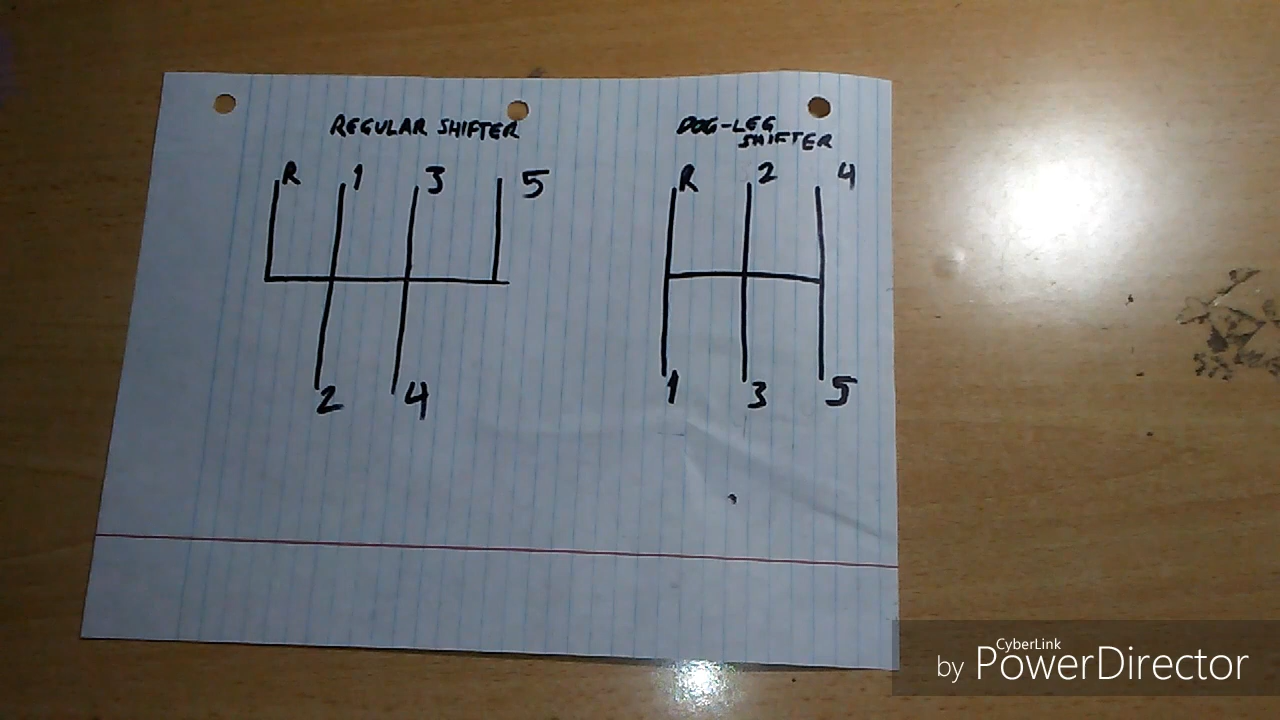 REGULAR SHIFTER
R 1 3 5
2 4
DOG-LEG
SHIFTER
R 2 4
1 3 5
CyberLink
by PowerDirector